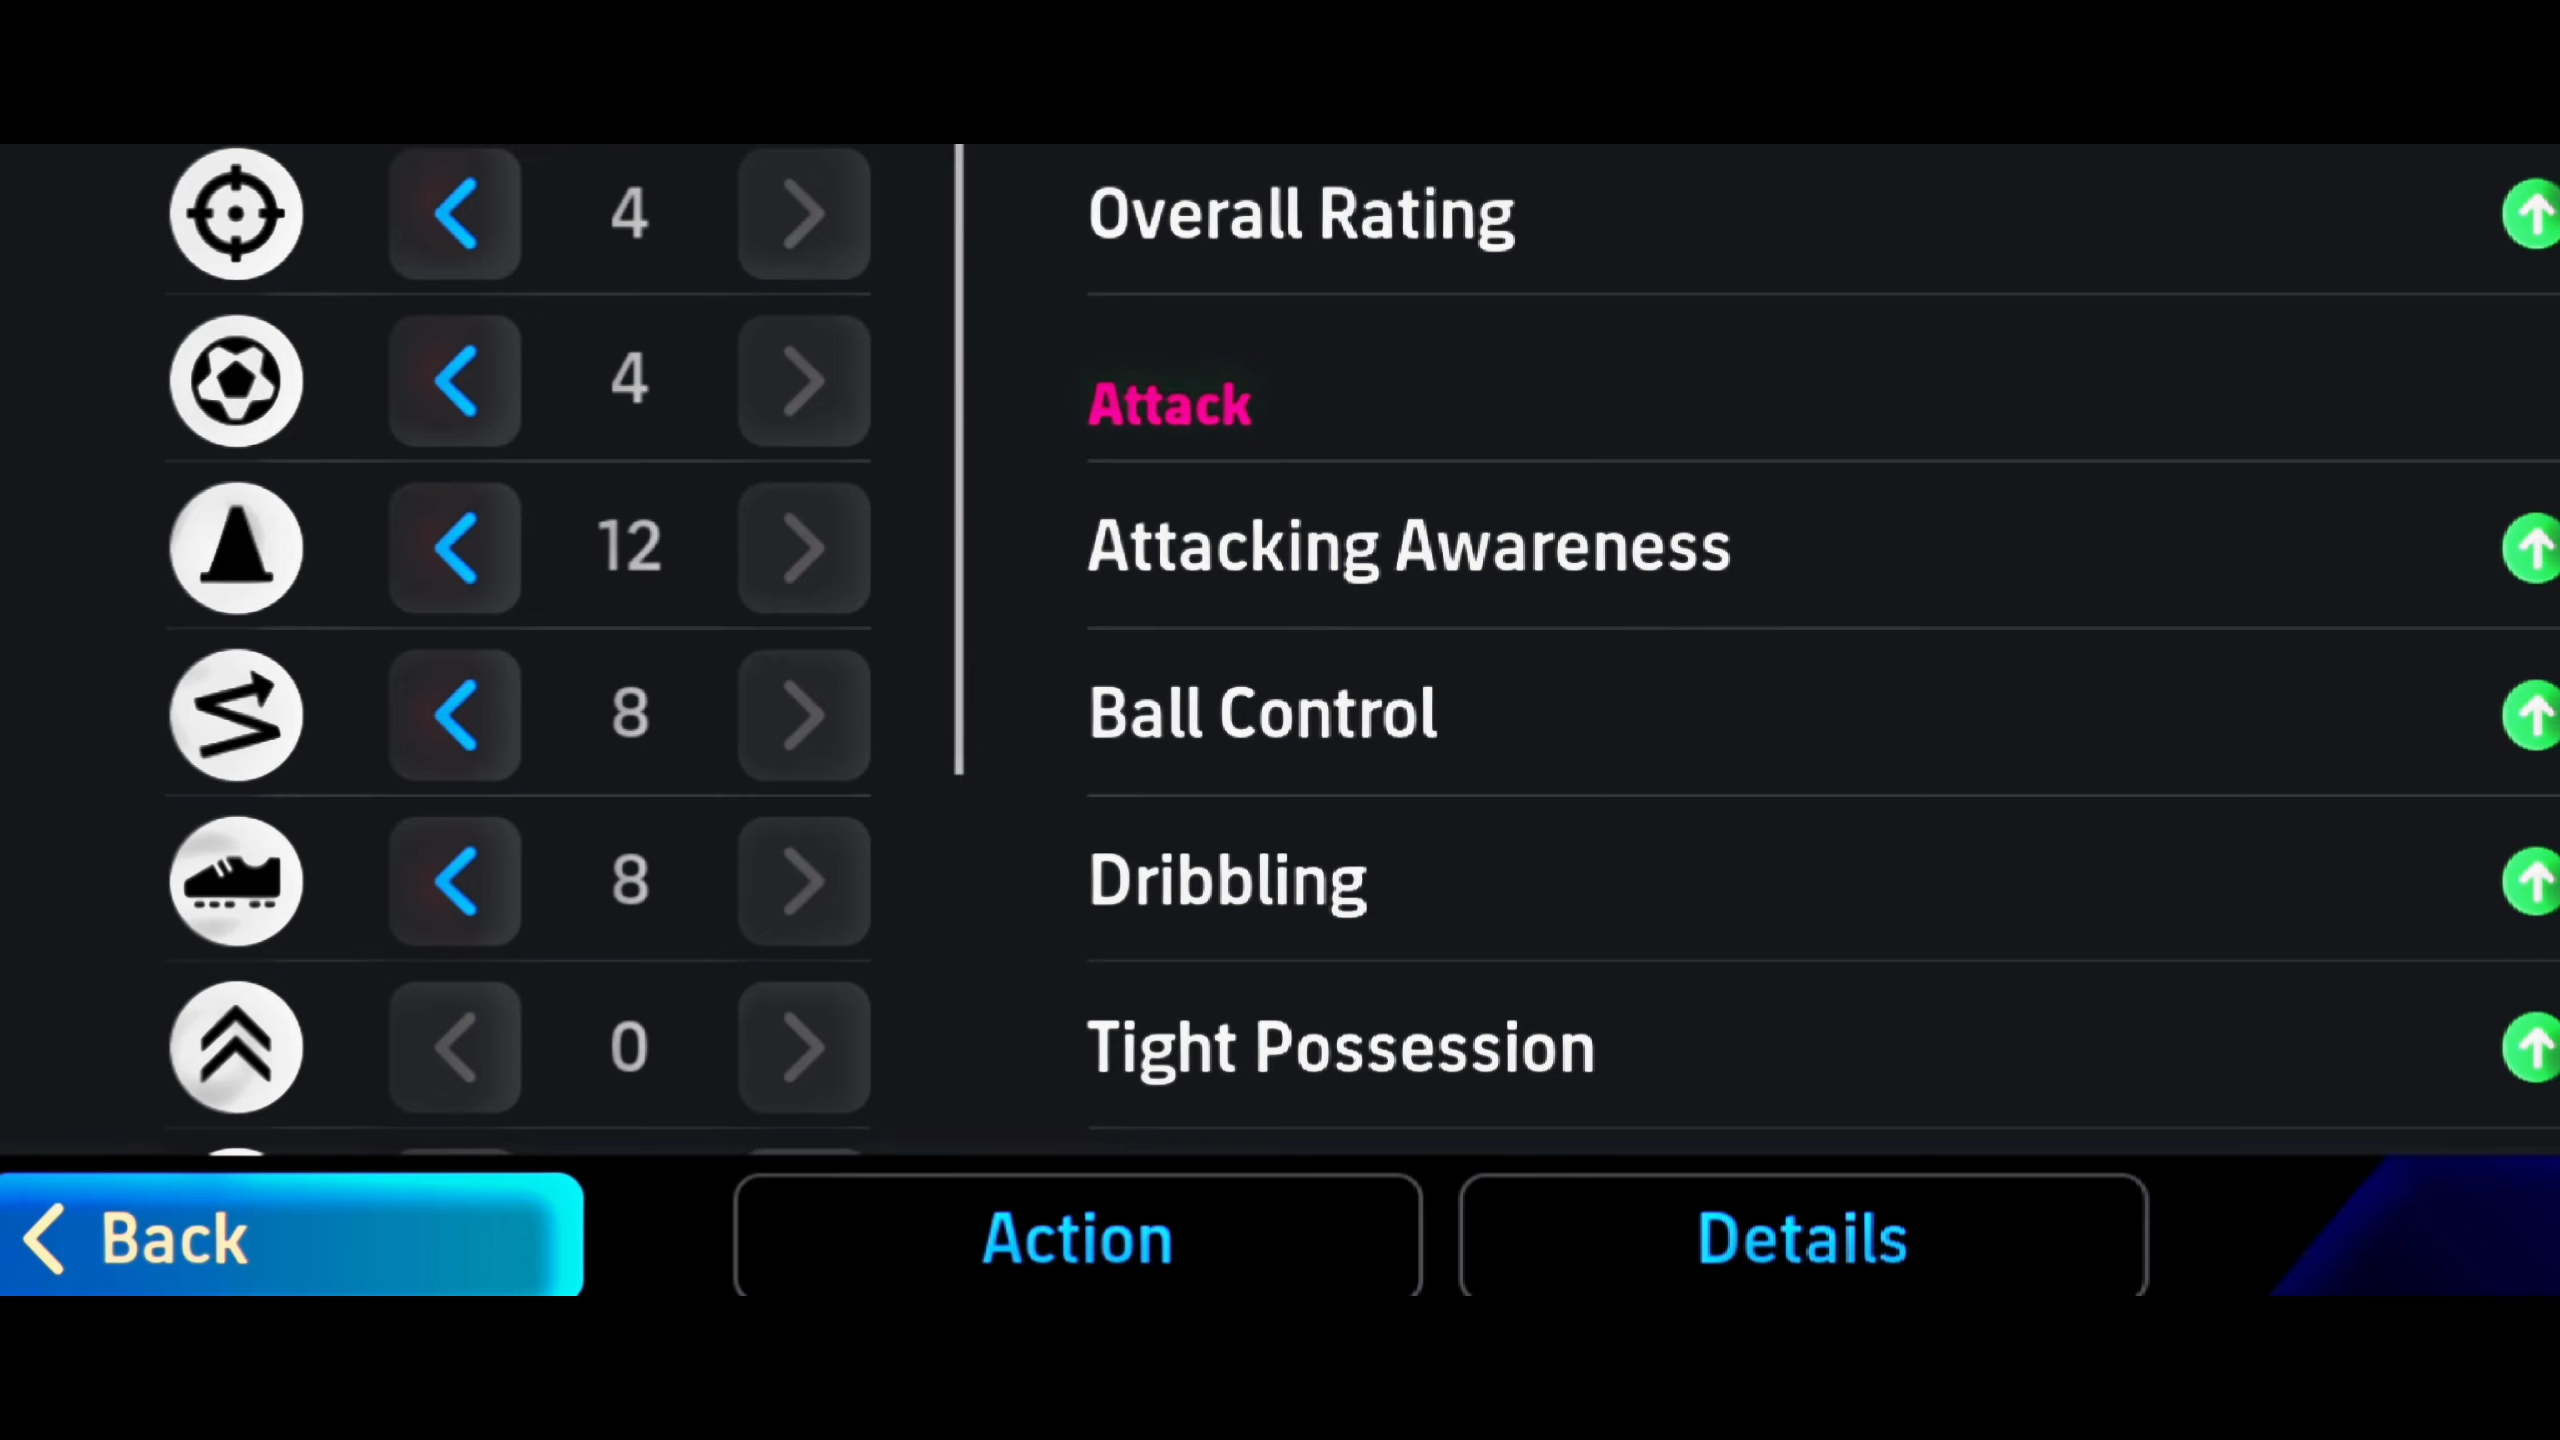 4
Overall Rating
4
Attack
12
Attacking Awareness
8
Ball Control
8
Dribbling
0
Tight Possession
Back
Action
Details